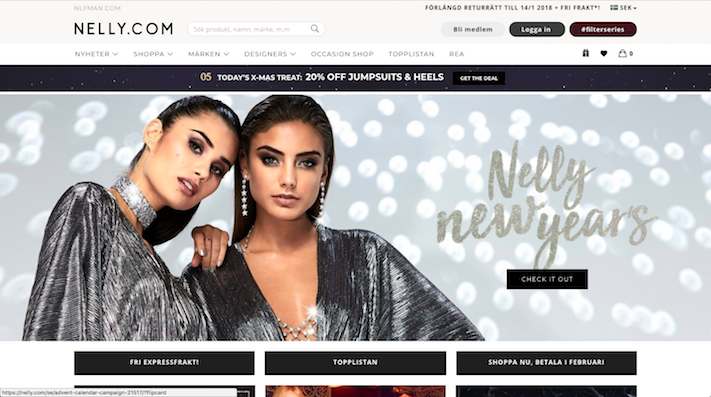 NLYMAN.COM
FÖRLÄNGD RETURRÄTT TILL 14/1 2018 + FRI FRAKT*!
SEK
NELLY.COM
Sök produkt, namn, märke, m.m
Bli medlem
Logga in
#filterseries
NYHETER
SHOPPA
MÄRKEN
DESIGNERS
OCCASION SHOP
TOPPLISTAN
REA
0
05 TODAY'S X-MAS TREAT: 20% OFF JUMPSUITS & HEELS
GET THE DEAL
Nelly
new years
CHECK IT OUT
FRI EXPRESSFRAKT!
TOPPLISTAN
SHOPPA NU, BETALA I FEBRUARI
https://nelly.com/se/advent-calendar-campaign-21517/?flipcard